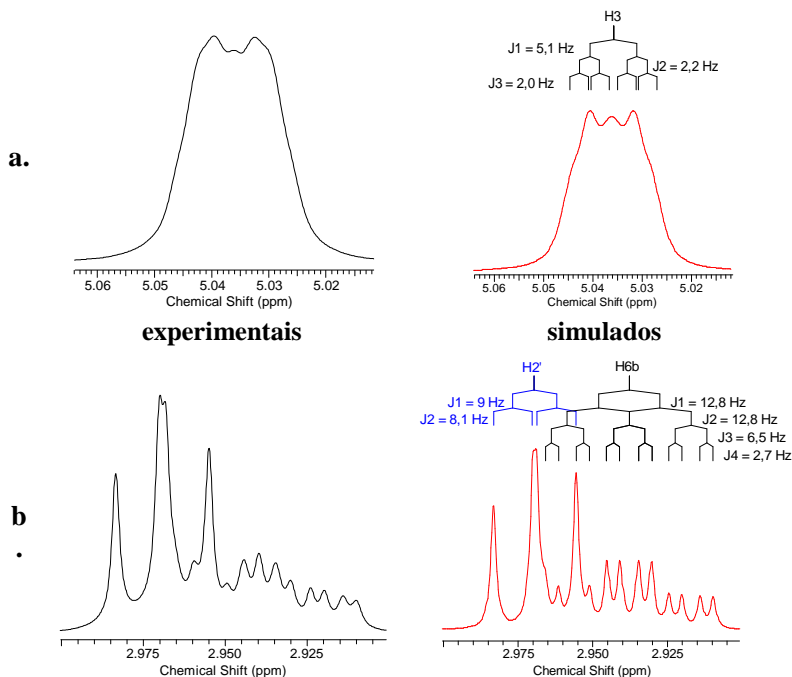 H3
J1 = 5,1 Hz
J2 = 2,2 Hz
J3 = 2,0 Hz
a.
5.06 5.05 5.04 5.03 5.02
Chemical Shift (ppm)
5.06 5.05 5.04 5.03 5.02
Chemical Shift (ppm)
experimentais
simulados
H2'
H6b
J1 = 9 Hz
J2 = 8,1 Hz
J1 = 12,8 Hz
J2 = 12,8 Hz
J3 = 6,5 Hz
J4 = 2,7 Hz
b
.
2.975 2.950 2.925
Chemical Shift (ppm)
2.975 2.950 2.925
Chemical Shift (ppm)